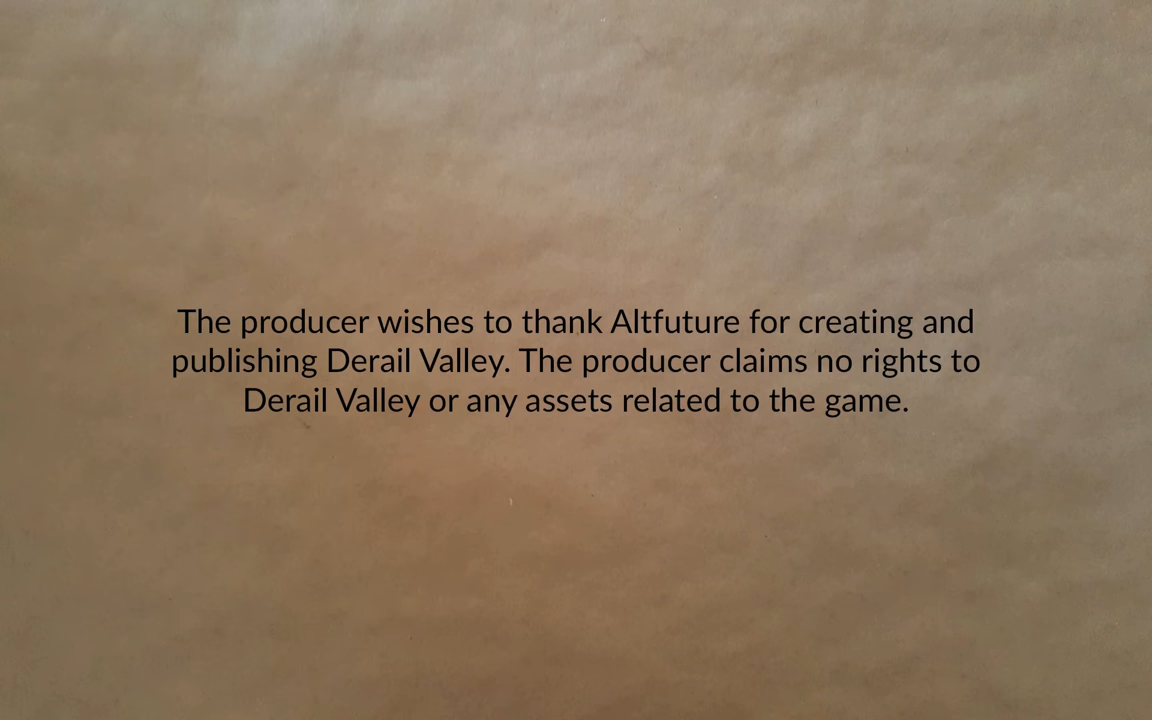 The producer wishes to thank Altfuture for creating and
publishing Derail Valley. The producer claims no rights to
Derail Valley or any assets related to the game.